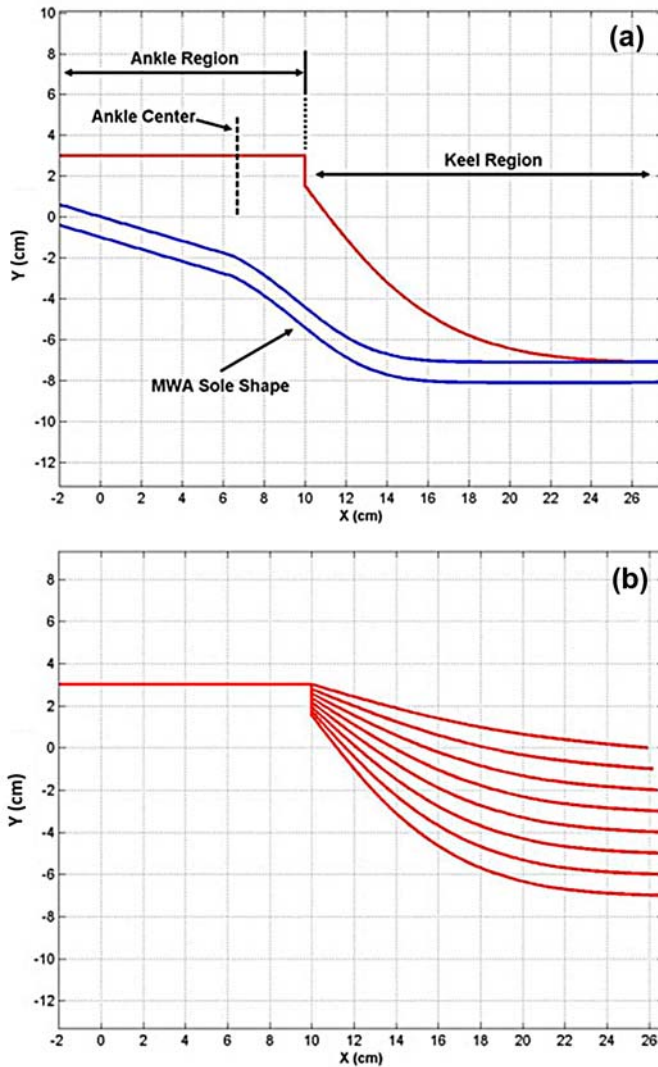 (a)
Ankle Region
Ankle Center
Keel Region
MWA Sole Shape
Y (cm)
10
8
6
4
2
0
-2
-4
-6
-8
-10
-12
-2 0 2 4 6 8 10 12 14 16 18 20 22 24 26
X (cm)
(b)
Y (cm)
8
6
4
2
0
-2
-4
-6
-8
-10
-12
-2 0 2 4 6 8 10 12 14 16 18 20 22 24 26
X (cm)